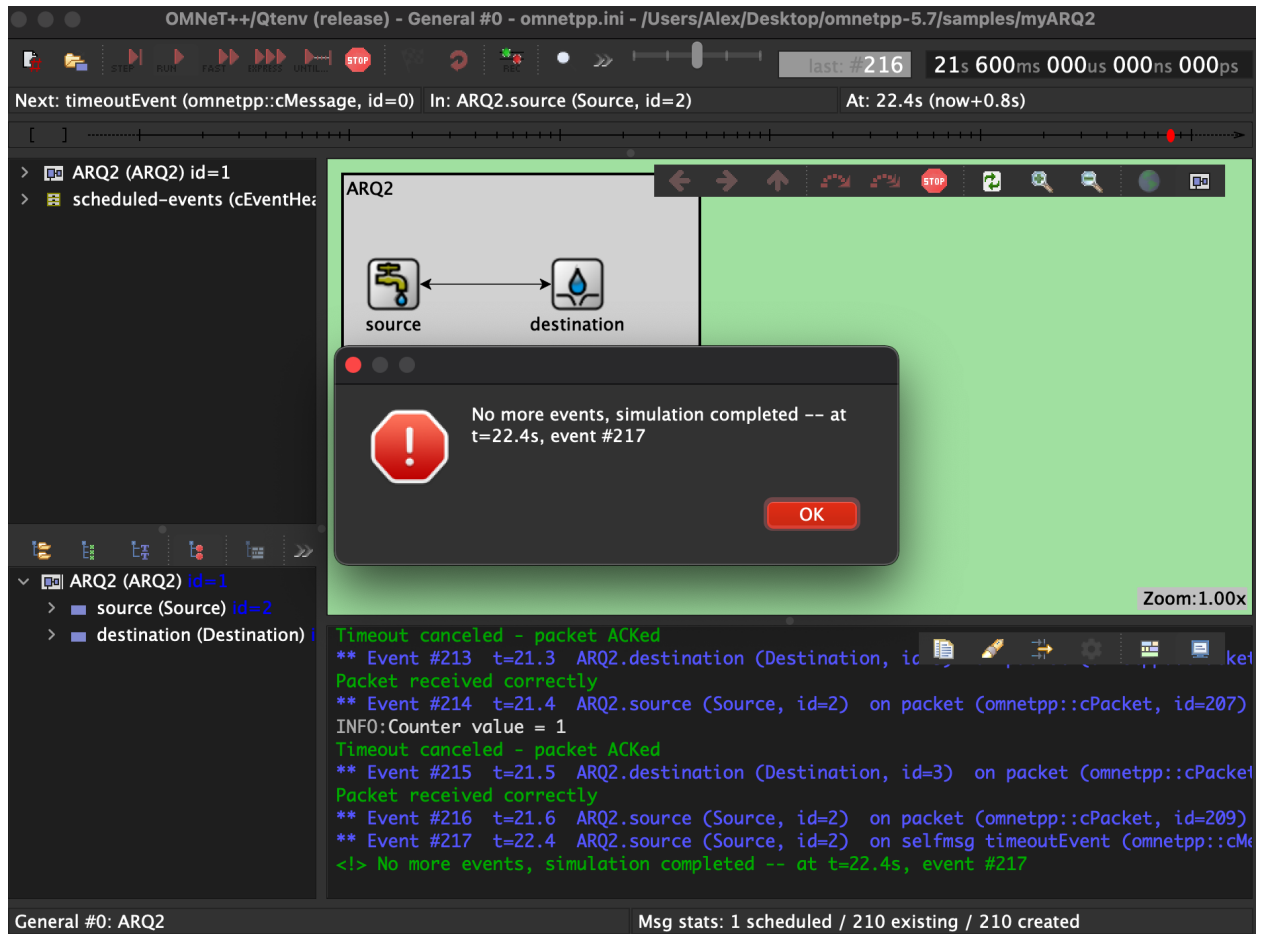 OMNeT++/Qtenv (release) - General #0 - omnetpp.ini - /Users/Alex/Desktop/omnetpp-5.7/samples/myARQ2
STEP RUN FAST EXPRESS UNTIL... STOP REC last: #216 21s 600ms 000us 000ns 000ps
Next: timeoutEvent (omnetpp::cMessage, id=0) In: ARQ2.source (Source, id=2) At: 22.4s (now+0.8s)
ARQ2 (ARQ2) id=1
scheduled-events (cEventHea
ARQ2
STOP
source destination
No more events, simulation completed -- at
t=22.4s, event #217
OK
Zoom:1.00x
ARQ2 (ARQ2) id=1
source (Source) id=2
destination (Destination) i
Timeout canceled - packet ACKed
** Event #213 t=21.3 ARQ2.destination (Destination, id
Packet received correctly
** Event #214 t=21.4 ARQ2.source (Source, id=2) on packet (omnetpp::cPacket, id=207)
INFO:Counter value = 1
Timeout canceled - packet ACKed
** Event #215 t=21.5 ARQ2.destination (Destination, id=3) on packet (omnetpp::cPacket
Packet received correctly
** Event #216 t=21.6 ARQ2.source (Source, id=2) on packet (omnetpp::cPacket, id=209)
** Event #217 t=22.4 ARQ2.source (Source, id=2) on selfmsg timeoutEvent (omnetpp::cMe
<!> No more events, simulation completed -- at t=22.4s, event #217
General #0: ARQ2 Msg stats: 1 scheduled / 210 existing / 210 created